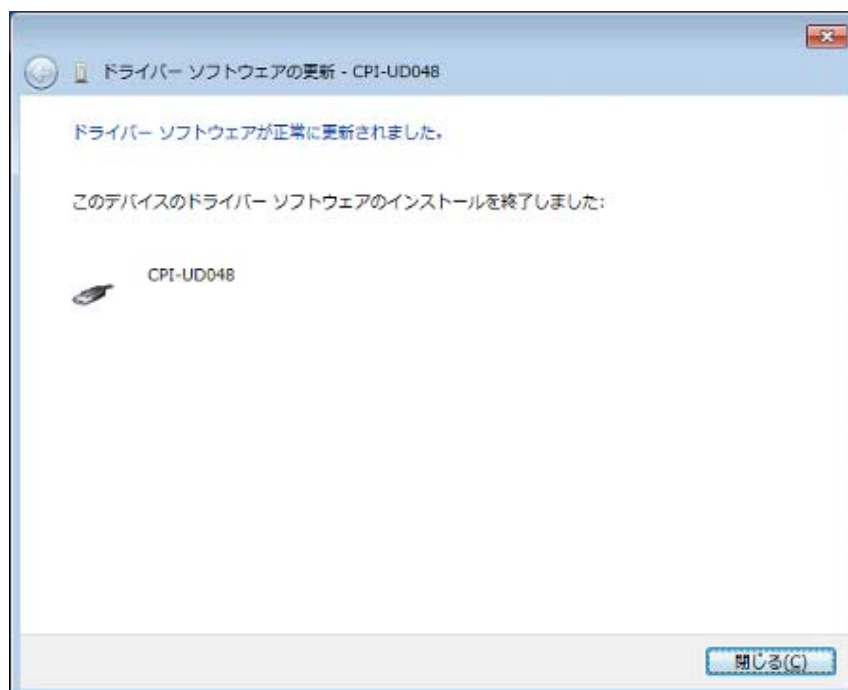 ドライバー ソフトウェアの更新 - CPI-UD048
ドライバー ソフトウェアが正常に更新されました。
このデバイスのドライバー ソフトウェアのインストールを終了しました:
CPI-UD048
閉じる(C)